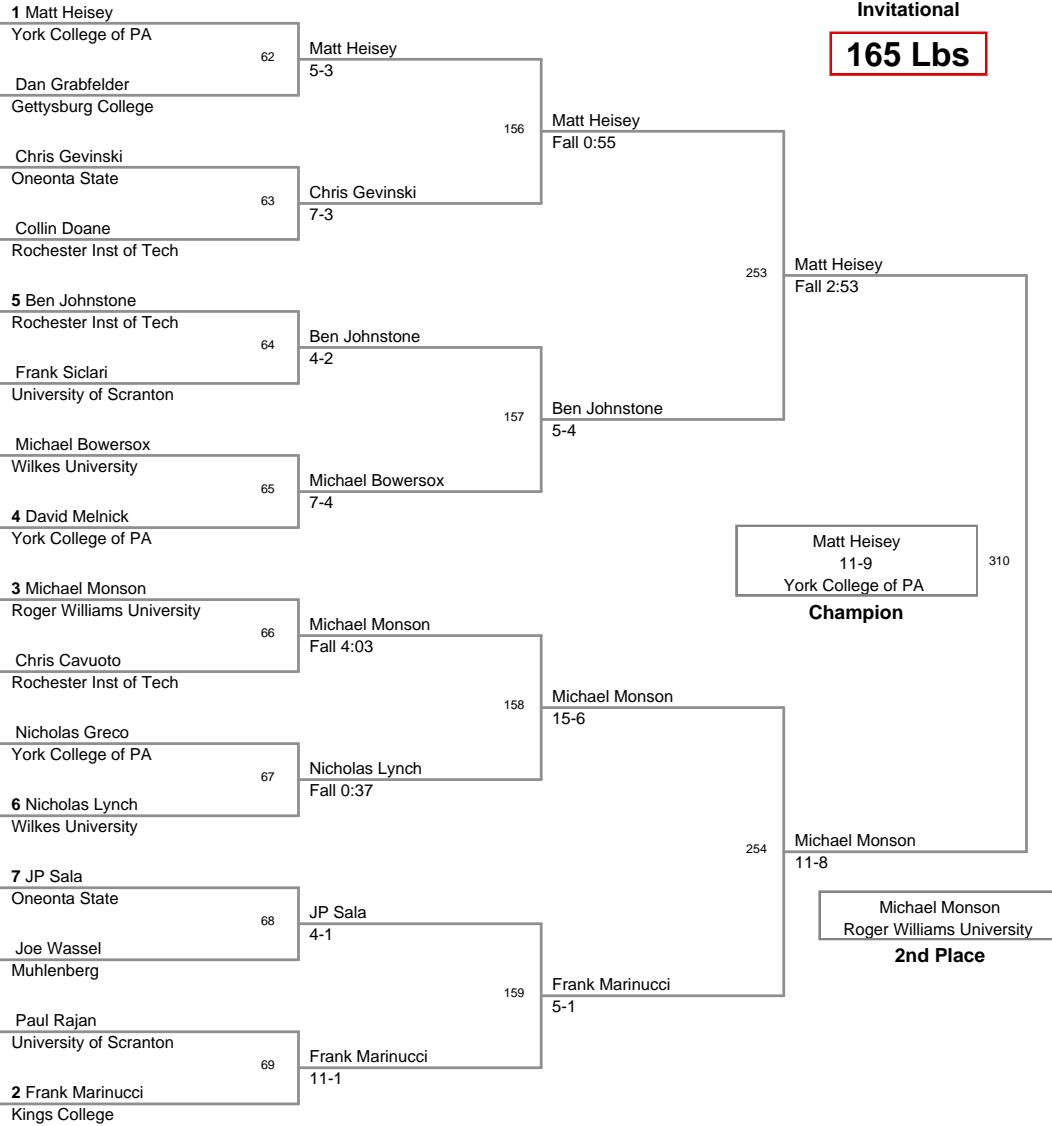 Invitational
165 Lbs
1 Matt Heisey
York College of PA
62
Matt Heisey
5-3
Dan Grabfelder
Gettysburg College
156
Matt Heisey
Fall 0:55
Chris Gevinski
Oneonta State
63
Chris Gevinski
7-3
Collin Doane
Rochester Inst of Tech
253
Matt Heisey
Fall 2:53
5 Ben Johnstone
Rochester Inst of Tech
64
Ben Johnstone
4-2
Frank Siclari
University of Scranton
157
Ben Johnstone
5-4
Michael Bowersox
Wilkes University
65
Michael Bowersox
7-4
4 David Melnick
York College of PA
Matt Heisey
11-9
York College of PA
310
Champion
3 Michael Monson
Roger Williams University
66
Michael Monson
Fall 4:03
Chris Cavuoto
Rochester Inst of Tech
158
Michael Monson
15-6
Nicholas Greco
York College of PA
67
Nicholas Lynch
Fall 0:37
6 Nicholas Lynch
Wilkes University
254
Michael Monson
11-8
7 JP Sala
Oneonta State
68
JP Sala
4-1
Michael Monson
Roger Williams University
2nd Place
Joe Wassel
Muhlenberg
159
Frank Marinucci
5-1
Paul Rajan
University of Scranton
69
Frank Marinucci
11-1
2 Frank Marinucci
Kings College